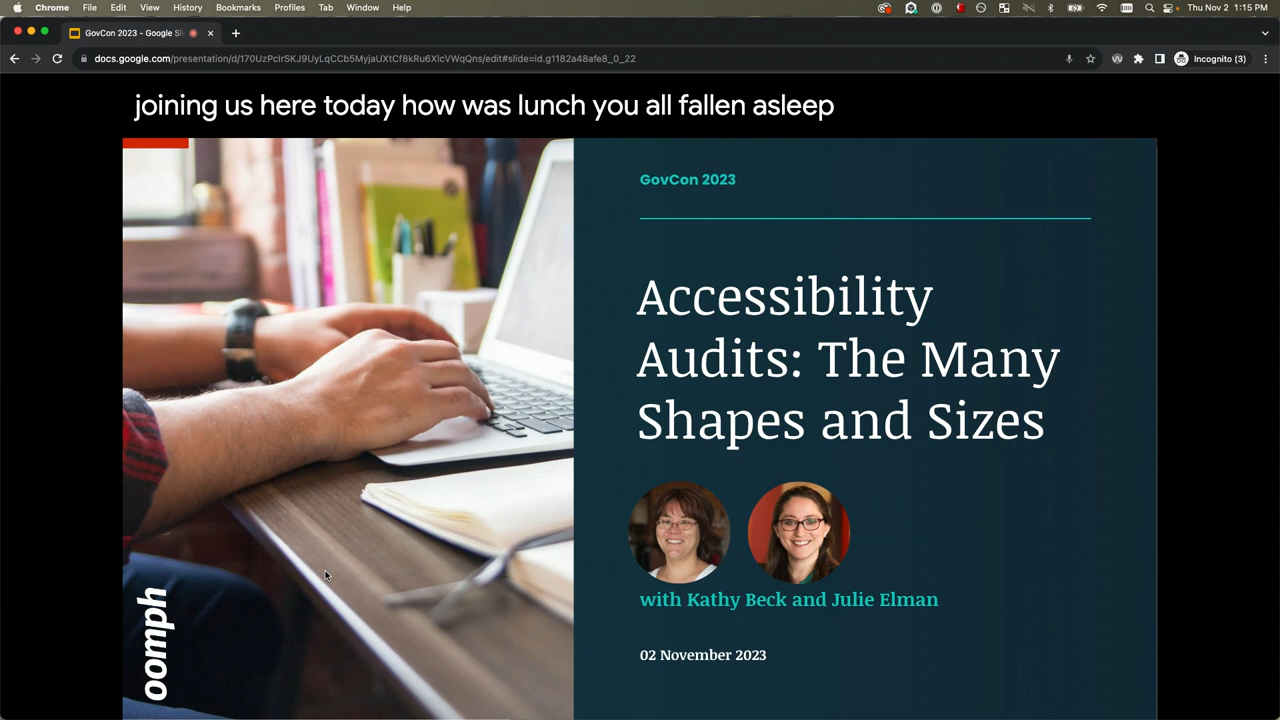 Chrome File Edit View History Bookmarks Profiles Tab Window Help Thu Nov 2 1:15 PM
GovCon 2023 - Google Sl
docs.google.com/presentation/d/170UzPcIrSKJ9UyLqCCb5MyjaUXtCf8kRu6XlcVWqQns/edit#slide=id.g1182a48afe8_0_22
Incognito (3)
joining us here today how was lunch you all fallen asleep
GovCon 2023
Accessibility
Audits: The Many
Shapes and Sizes
with Kathy Beck and Julie Elman
02 November 2023
oomph